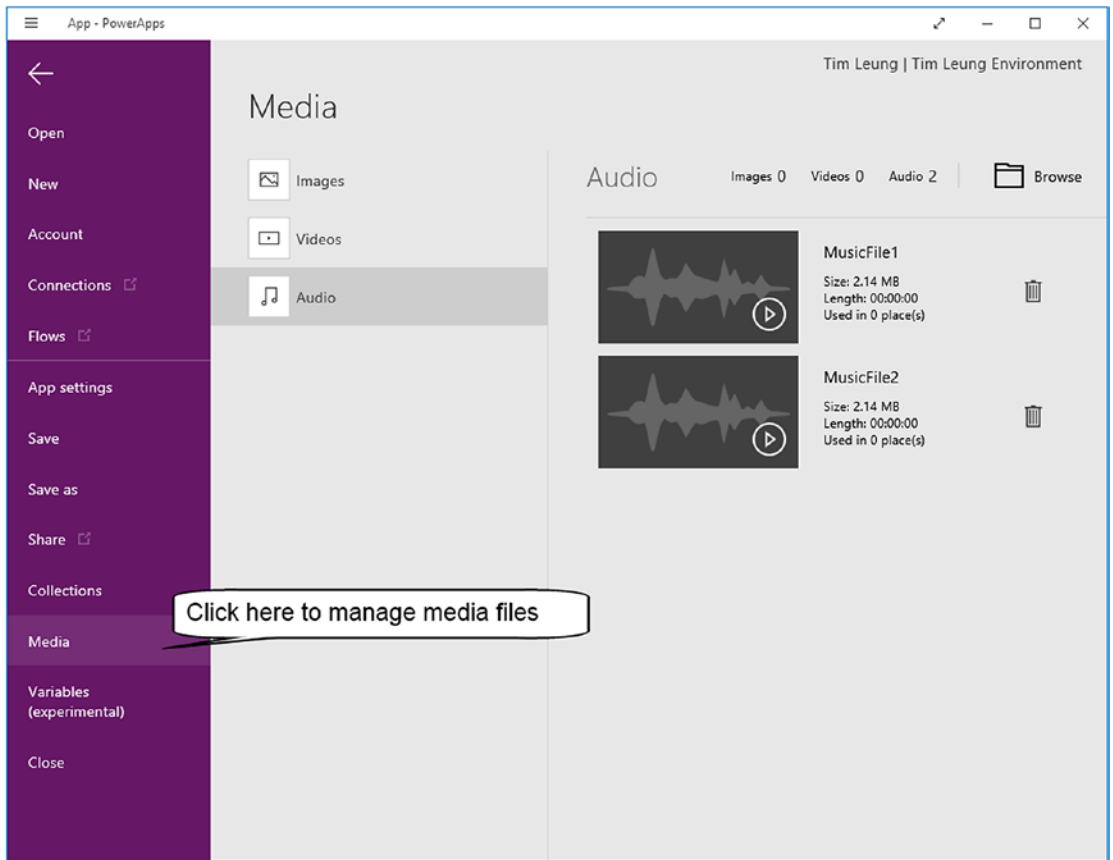 App - PowerApps
Tim Leung | Tim Leung Environment
Open
New
Account
Connections
Flows
App settings
Save
Save as
Share
Collections
Media
Variables
(experimental)
Close
Click here to manage media files
Media
Images
Videos
Audio
Audio
Images 0 Videos 0 Audio 2
Browse
MusicFile1
Size: 2.14 MB
Length: 00:00:00
Used in 0 place(s)
MusicFile2
Size: 2.14 MB
Length: 00:00:00
Used in 0 place(s)